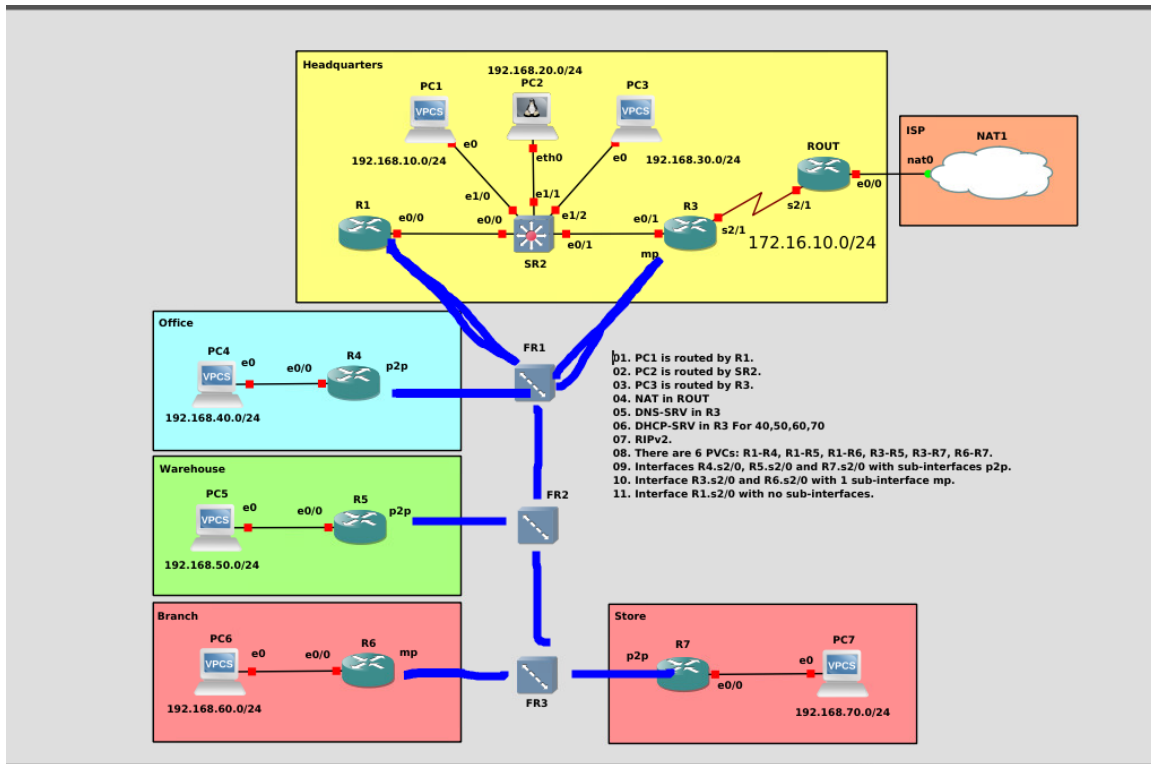 Headquarters
192.168.20.0/24
PC1
PC2
PC3
VPCS
VPCS
e0
eth0
e0
192.168.10.0/24
192.168.30.0/24
e1/0
e1/1
e1/2
R1
e0/0
e0/0
SR2
e0/1
e0/1
R3
s2/1
mp
172.16.10.0/24
ROUT
s2/1
e0/0
ISP
NAT1
nat0
Office
PC4
e0
VPCS
e0/0
R4
p2p
192.168.40.0/24
FR1
01. PC1 is routed by R1.
02. PC2 is routed by SR2.
03. PC3 is routed by R3.
04. NAT in ROUT
05. DNS-SRV in R3
06. DHCP-SRV in R3 For 40,50,60,70
07. RIPv2.
08. There are 6 PVCs: R1-R4, R1-R5, R1-R6, R3-R5, R3-R7, R6-R7.
09. Interfaces R4.s2/0, R5.s2/0 and R7.s2/0 with sub-interfaces p2p.
10. Interface R3.s2/0 and R6.s2/0 with 1 sub-interface mp.
11. Interface R1.s2/0 with no sub-interfaces.
Warehouse
PC5
e0
VPCS
e0/0
R5
p2p
192.168.50.0/24
FR2
Branch
PC6
e0
VPCS
e0/0
R6
mp
192.168.60.0/24
FR3
Store
p2p
R7
e0/0
e0
PC7
VPCS
192.168.70.0/24